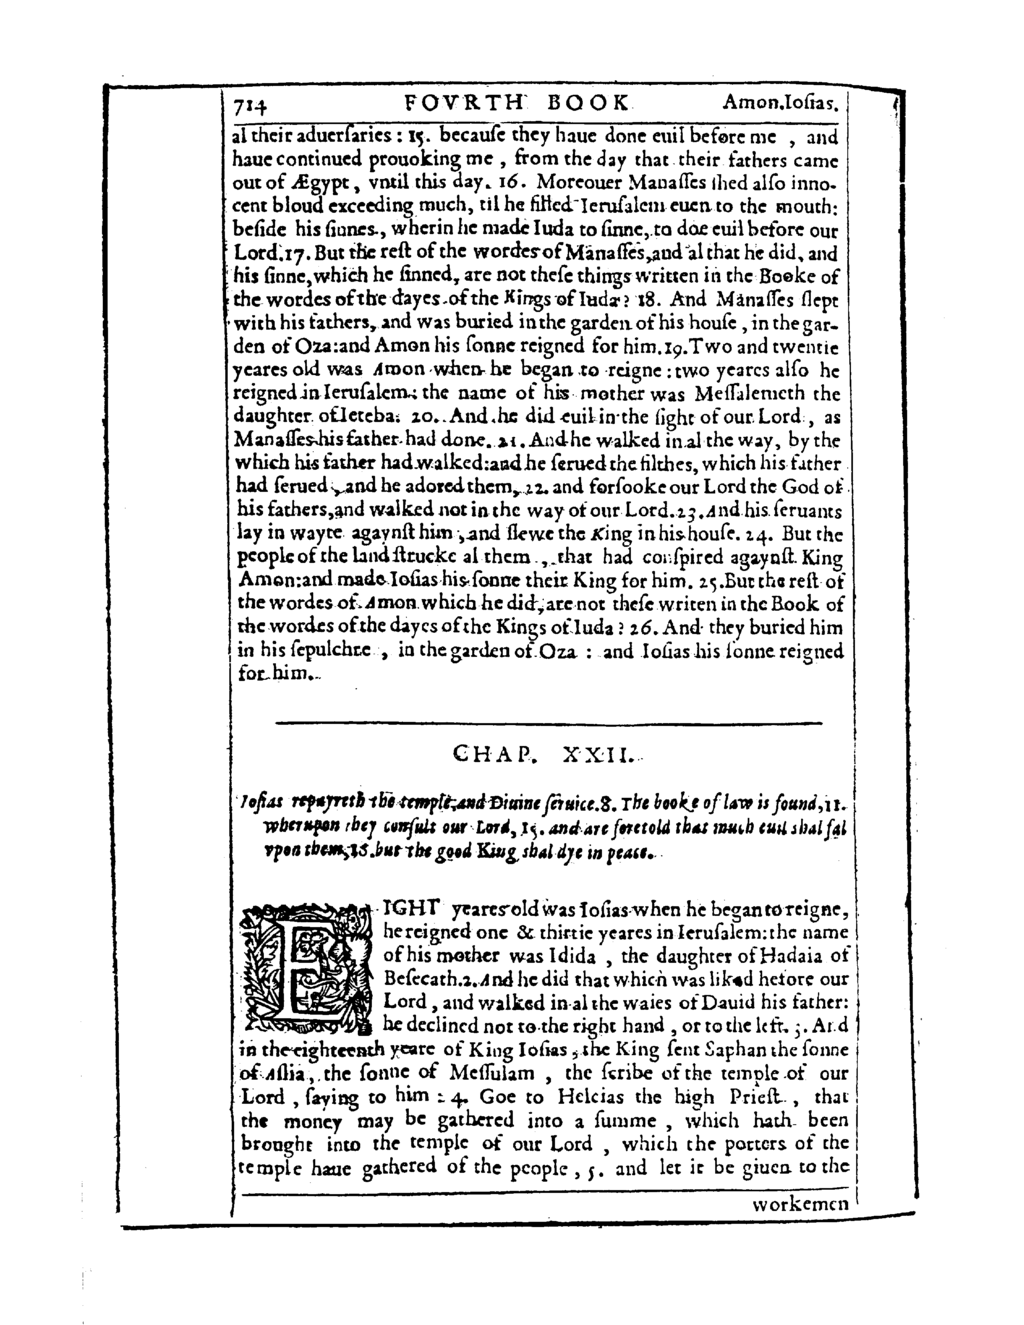 714 FOVRTH BOOK Amon.Iosias.
al their aduersaries : 15. because they haue done euil before me , and
haue continued prouoking me , from the day that their fathers came
out of Ægypt, vntil this day. 16. Moreouer Manasses shed also inno-
cent bloud exceeding much, til he filled Ierusalem euen to the mouth:
beside his sinnes, wherin he made Iuda to sinne, to doe euil before our
Lord. 17. But the rest of the wordes of Manasses, and al that he did, and
his sinne, which he sinned, are not these things written in the Booke of
the wordes of the dayes of the Kings of Iuda? 18. And Manasses slept
with his fathers, and was buried in the garden of his house , in the gar-
den of Oza:and Amon his sonne reigned for him.19.Two and twentie
yeares old was Amon when he began to reigne : two yeares also he
reigned in Ierusalem: the name of his mother was Messalemeth the
daughter of Ieteba. 20. And he did euil in the sight of our Lord , as
Manasses his father had done. 21. And he walked in al the way, by the
which his father had walked:and he serued the filthes, which his father
had serued , and he adored them, 22. and forsooke our Lord the God of
his fathers,and walked not in the way of our Lord.23.And his seruants
lay in wayte agaynst him , and slewe the King in his house. 24. But the
people of the land strucke al them , that had conspired agaynst King
Amon:and made Iosias his sonne their King for him. 25.But the rest of
the wordes of Amon which he did, are not these writen in the Book of
the wordes of the dayes of the Kings of Iuda ? 26. And they buried him
in his sepulchre , in the garden of Oza : and Iosias his sonne reigned
for him.
CHAP. XXII.
Iosias repayreth the temple, and Diuine seruice.8. The booke of law is found,11.
wherupon they consult our Lord, 15. and are foretold that much euil shal fal
vpon them,18.but the good King shal dye in peace.
EIGHT yeares old was Iosias when he began to reigne,
he reigned one & thirtie yeares in Ierusalem: the name
of his mother was Idida , the daughter of Hadaia of
Besecath.2.And he did that which was liked before our
Lord , and walked in al the waies of Dauid his father:
he declined not to the right hand , or to the left. 3. And
in the eighteenth yeare of King Iosias , the King sent Saphan the sonne
of Aslia , the sonne of Messulam , the scribe of the temple of our
Lord , saying to him : 4. Goe to Helcias the high Priest , that
the money may be gathered into a summe , which hath been
brought into the temple of our Lord , which the porters of the
temple haue gathered of the people , 5. and let it be giuen to the
workemen